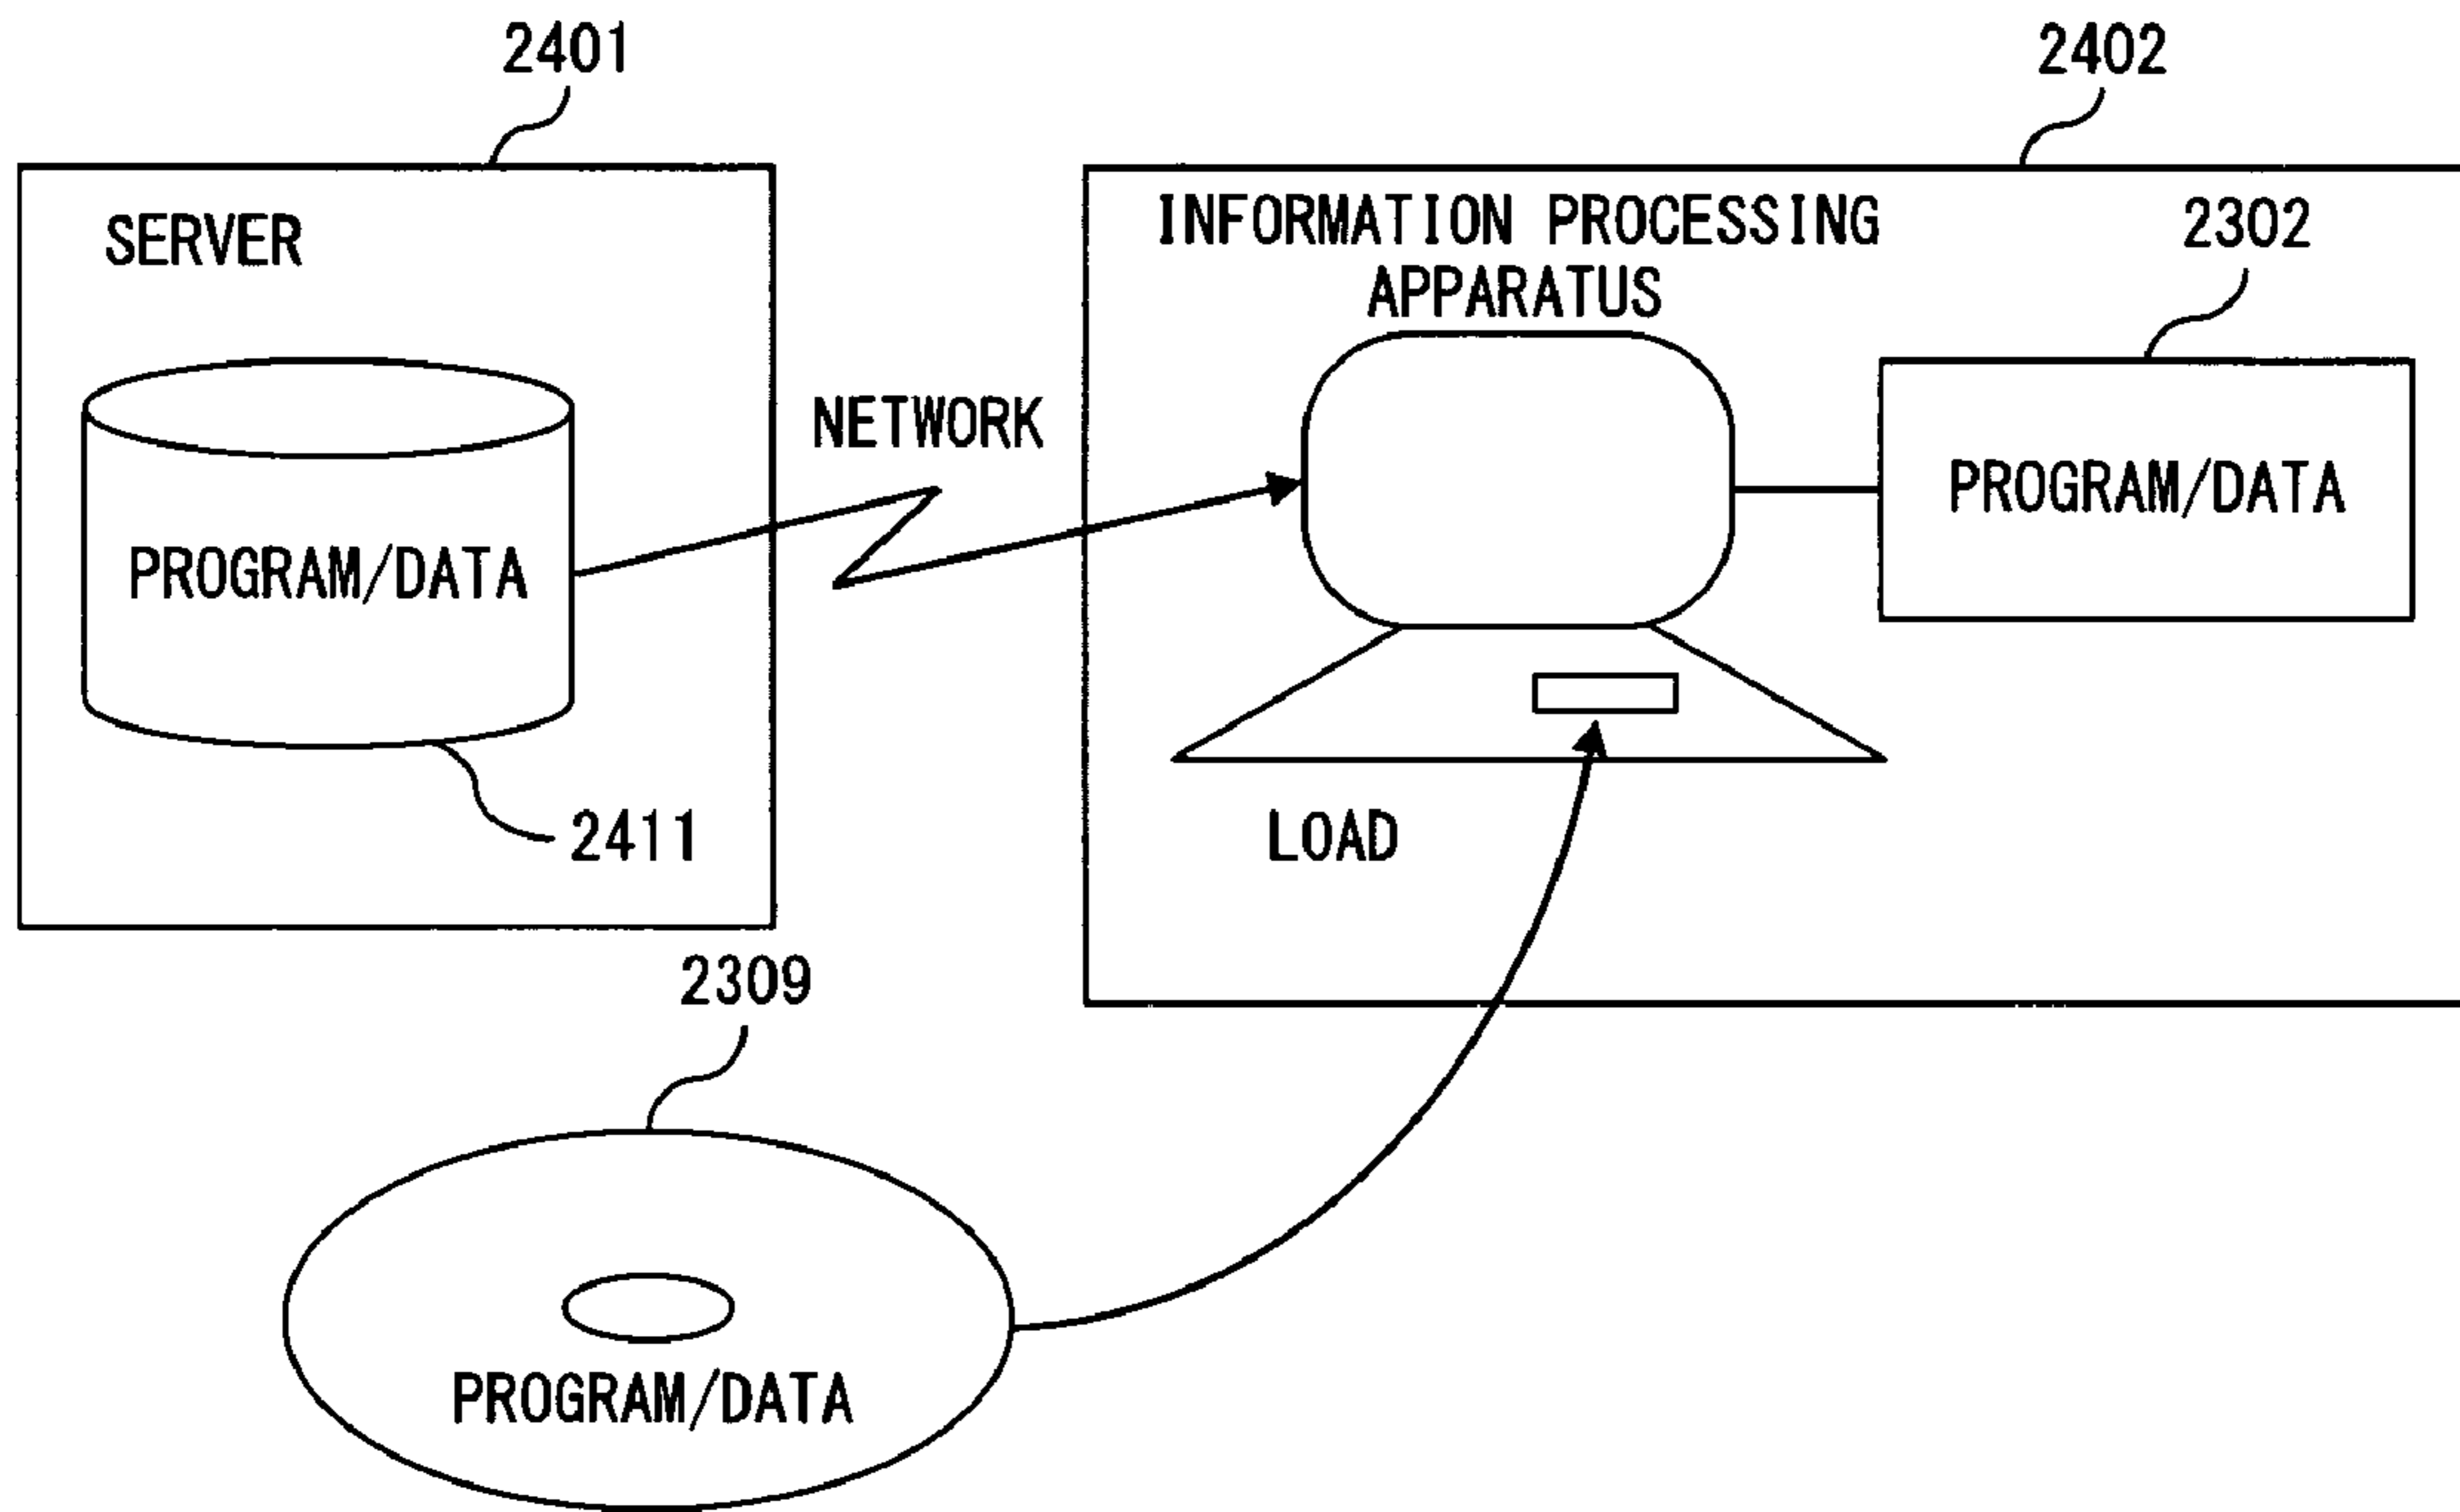 2401
2402
SERVER
INFORMATION PROCESSING
APPARATUS
2302
NETWORK
PROGRAM/DATA
PROGRAM/DATA
2411
LOAD
2309
PROGRAM/DATA